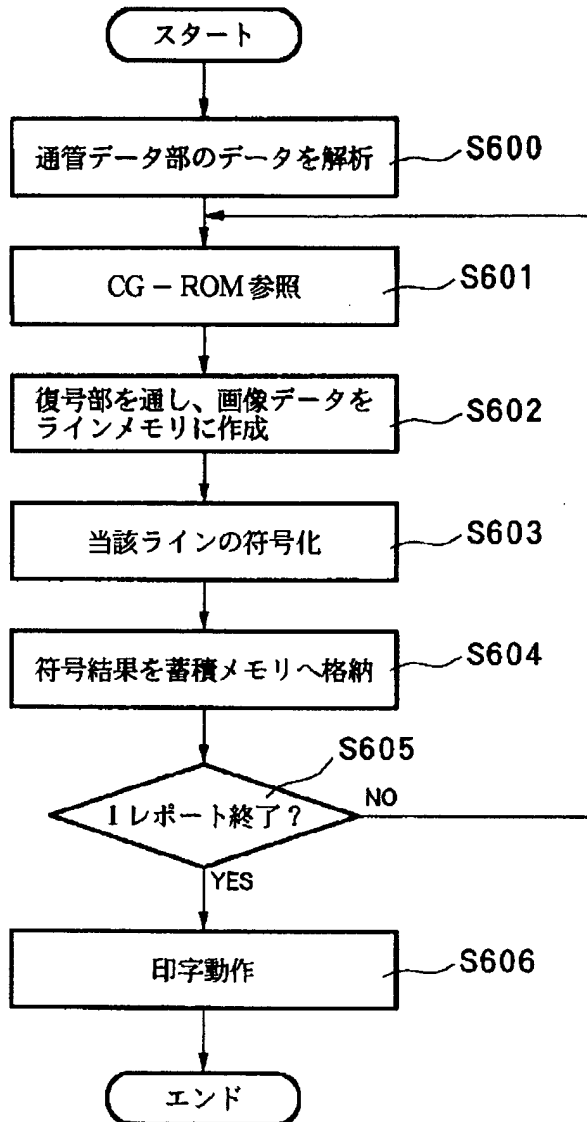 スタート
通管データ部のデータを解析
S600
CG－ROM参照
S601
復号部を通し、画像データを
ラインメモリに作成
S602
当該ラインの符号化
S603
符号結果を蓄積メモリへ格納
S604
S605
1レポート終了？
NO
YES
印字動作
S606
エンド